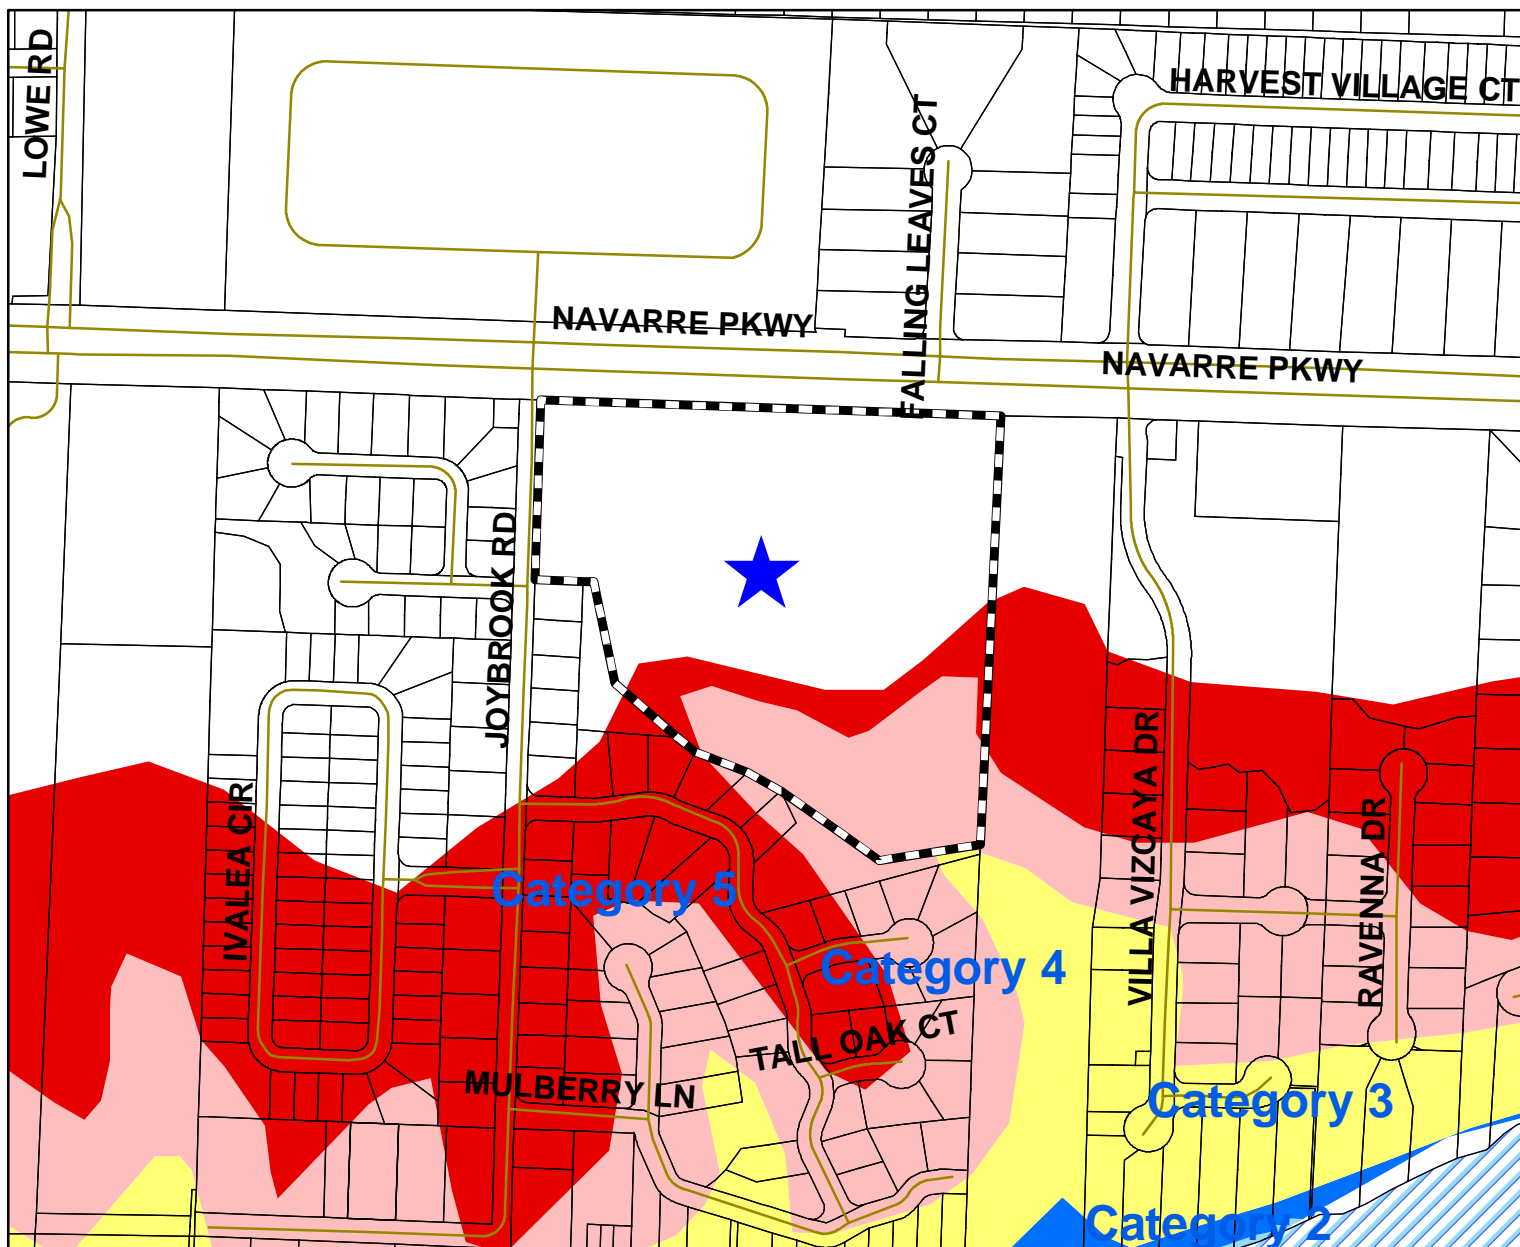 LOWE RD
HARVEST VILLAGE CT
FALLING LEAVES CT
NAVARRE PKWY
NAVARRE PKWY
JOYBROOK RD
IVALEA CIR
VILLA VIZCAYA DR
RAVENNA DR
Category 5
Category 4
TALL OAK CT
MULBERRY LN
Category 3
Category 2